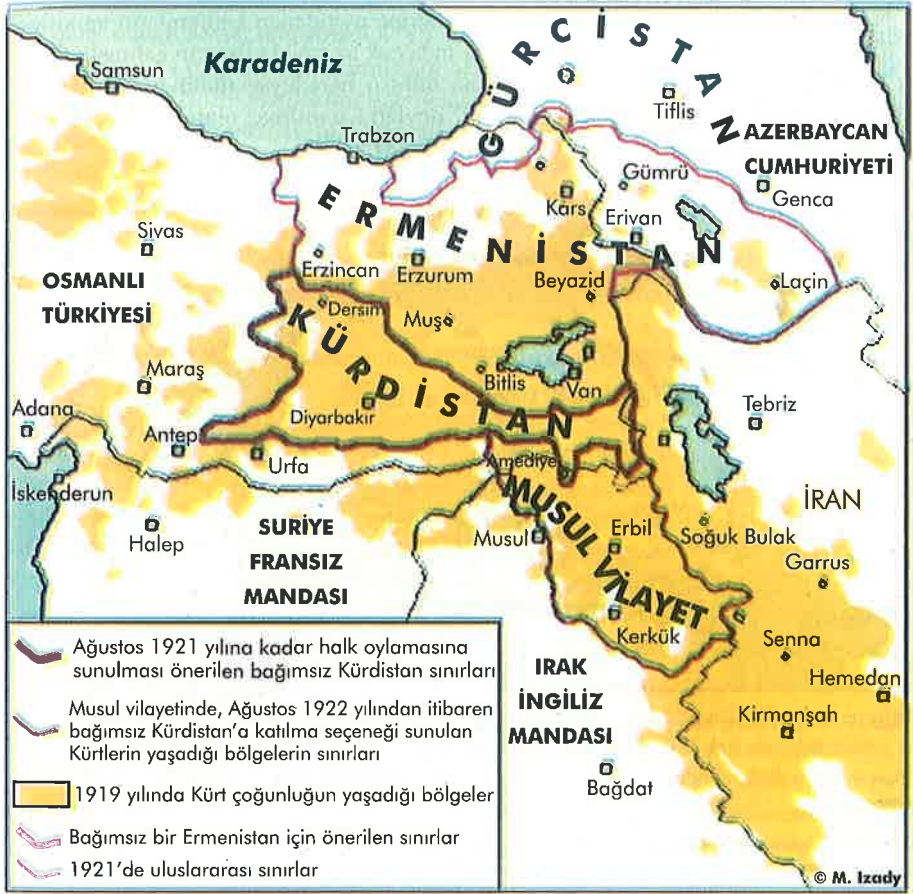 GÜRCİSTAN
Karadeniz
Samsun
Tiflis
Trabzon
AZERBAYCAN
CUMHURİYETİ
Gümrü
Genca
Kars
Erivan
ERMENİSTAN
Sivas
Erzincan
Erzurum
Beyazid
Laçin
OSMANLI
TÜRKİYESİ
Dersim
Muş
KÜRDİSTAN
Maraş
Bitlis
Van
Adana
Diyarbakır
Tebriz
Antep
Urfa
Amediye
İskenderun
MUSUL VİLAYET
İRAN
Halep
SURİYE
FRANSIZ
MANDASI
Musul
Erbil
Soğuk Bulak
Garrus
Kerkük
Senna
IRAK
İNGİLİZ
MANDASI
Hemedan
Kirmanşah
Bağdat
Ağustos 1921 yılına kadar halk oylamasına
sunulması önerilen bağımsız Kürdistan sınırları
Musul vilayetinde, Ağustos 1922 yılından itibaren
bağımsız Kürdistan'a katılma seçeneği sunulan
Kürtlerin yaşadığı bölgelerin sınırları
1919 yılında Kürt çoğunluğun yaşadığı bölgeler
Bağımsız bir Ermenistan için önerilen sınırlar
1921'de uluslararası sınırlar
© M. Izady